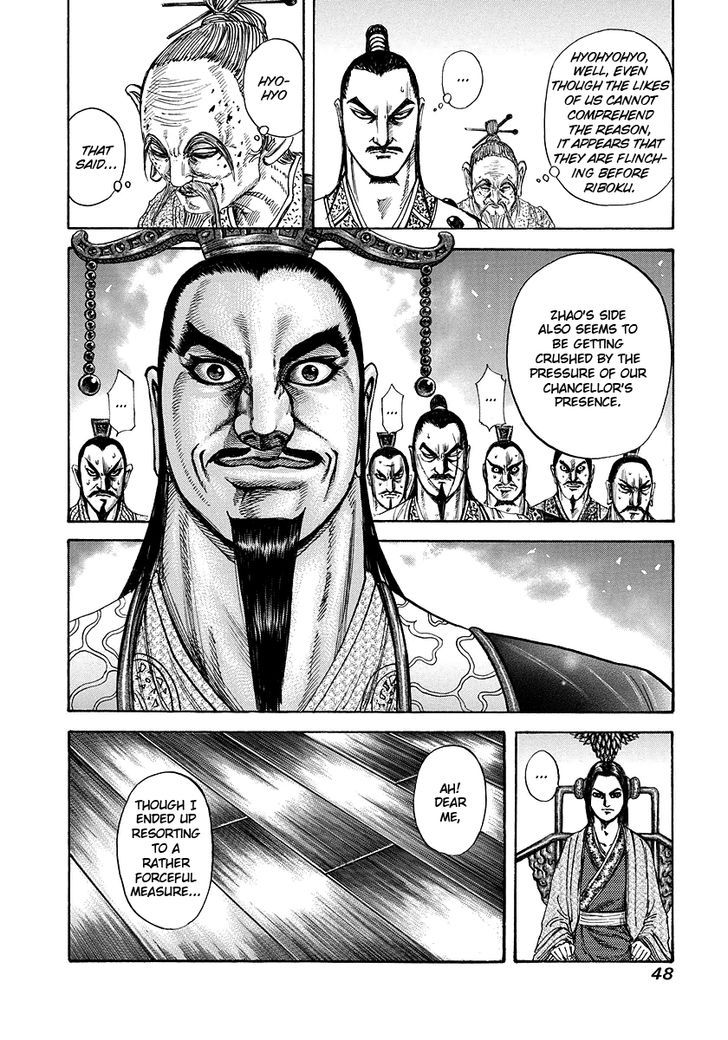 HYOHYOHYO,
WELL, EVEN
THOUGH THE LIKES
OF US CANNOT
COMPREHEND
THE REASON,
IT APPEARS THAT
THEY ARE FLINCH-
ING BEFORE
RIBOKU.
...
HYO-
HYO
THAT
SAID...
ZHAO'S SIDE
ALSO SEEMS TO
BE GETTING
CRUSHED BY THE
PRESSURE OF OUR
CHANCELLOR'S
PRESENCE.
...
...
...
...
AH!
DEAR
ME,
THOUGH I
ENDED UP
RESORTING
TO A
RATHER
FORCEFUL
MEASURE...
48